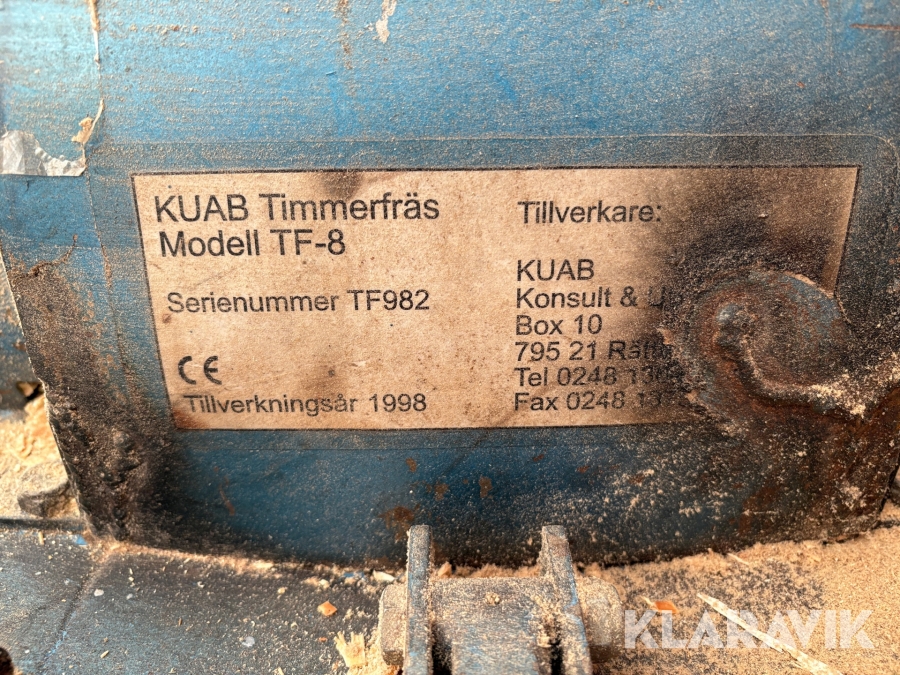 KUAB Timmerfräs
Modell TF-8
Serienummer TF982
CE
Tillverkningsår 1998
Tillverkare:
KUAB
Konsult &
Box 10
795 21
Tel 0248
Fax 0248
KLARAVIK